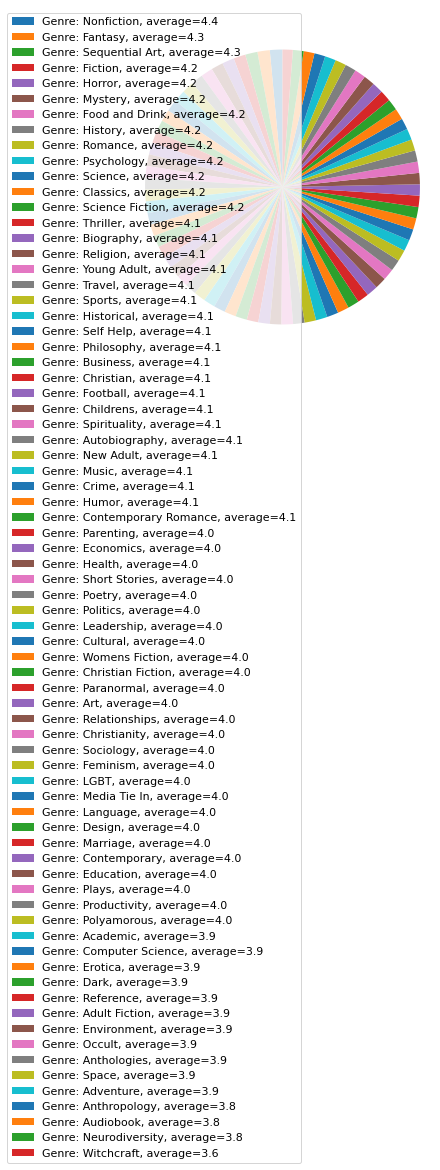 Genre: Nonfiction, average=4.4
Genre: Fantasy, average=4.3
Genre: Sequential Art, average=4.3
Genre: Fiction, average=4.2
Genre: Horror, average=4.2
Genre: Mystery, average=4.2
Genre: Food and Drink, average=4.2
Genre: History, average=4.2
Genre: Romance, average=4.2
Genre: Psychology, average=4.2
Genre: Science, average=4.2
Genre: Classics, average=4.2
Genre: Science Fiction, average=4.2
Genre: Thriller, average=4.1
Genre: Biography, average=4.1
Genre: Religion, average=4.1
Genre: Young Adult, average=4.1
Genre: Travel, average=4.1
Genre: Sports, average=4.1
Genre: Historical, average=4.1
Genre: Self Help, average=4.1
Genre: Philosophy, average=4.1
Genre: Business, average=4.1
Genre: Christian, average=4.1
Genre: Football, average=4.1
Genre: Childrens, average=4.1
Genre: Spirituality, average=4.1
Genre: Autobiography, average=4.1
Genre: New Adult, average=4.1
Genre: Music, average=4.1
Genre: Crime, average=4.1
Genre: Humor, average=4.1
Genre: Contemporary Romance, average=4.1
Genre: Parenting, average=4.0
Genre: Economics, average=4.0
Genre: Health, average=4.0
Genre: Short Stories, average=4.0
Genre: Poetry, average=4.0
Genre: Politics, average=4.0
Genre: Leadership, average=4.0
Genre: Cultural, average=4.0
Genre: Womens Fiction, average=4.0
Genre: Christian Fiction, average=4.0
Genre: Paranormal, average=4.0
Genre: Art, average=4.0
Genre: Relationships, average=4.0
Genre: Christianity, average=4.0
Genre: Sociology, average=4.0
Genre: Feminism, average=4.0
Genre: LGBT, average=4.0
Genre: Media Tie In, average=4.0
Genre: Language, average=4.0
Genre: Design, average=4.0
Genre: Marriage, average=4.0
Genre: Contemporary, average=4.0
Genre: Education, average=4.0
Genre: Plays, average=4.0
Genre: Productivity, average=4.0
Genre: Polyamorous, average=4.0
Genre: Academic, average=3.9
Genre: Computer Science, average=3.9
Genre: Erotica, average=3.9
Genre: Dark, average=3.9
Genre: Reference, average=3.9
Genre: Adult Fiction, average=3.9
Genre: Environment, average=3.9
Genre: Occult, average=3.9
Genre: Anthologies, average=3.9
Genre: Space, average=3.9
Genre: Adventure, average=3.9
Genre: Anthropology, average=3.8
Genre: Audiobook, average=3.8
Genre: Neurodiversity, average=3.8
Genre: Witchcraft, average=3.6